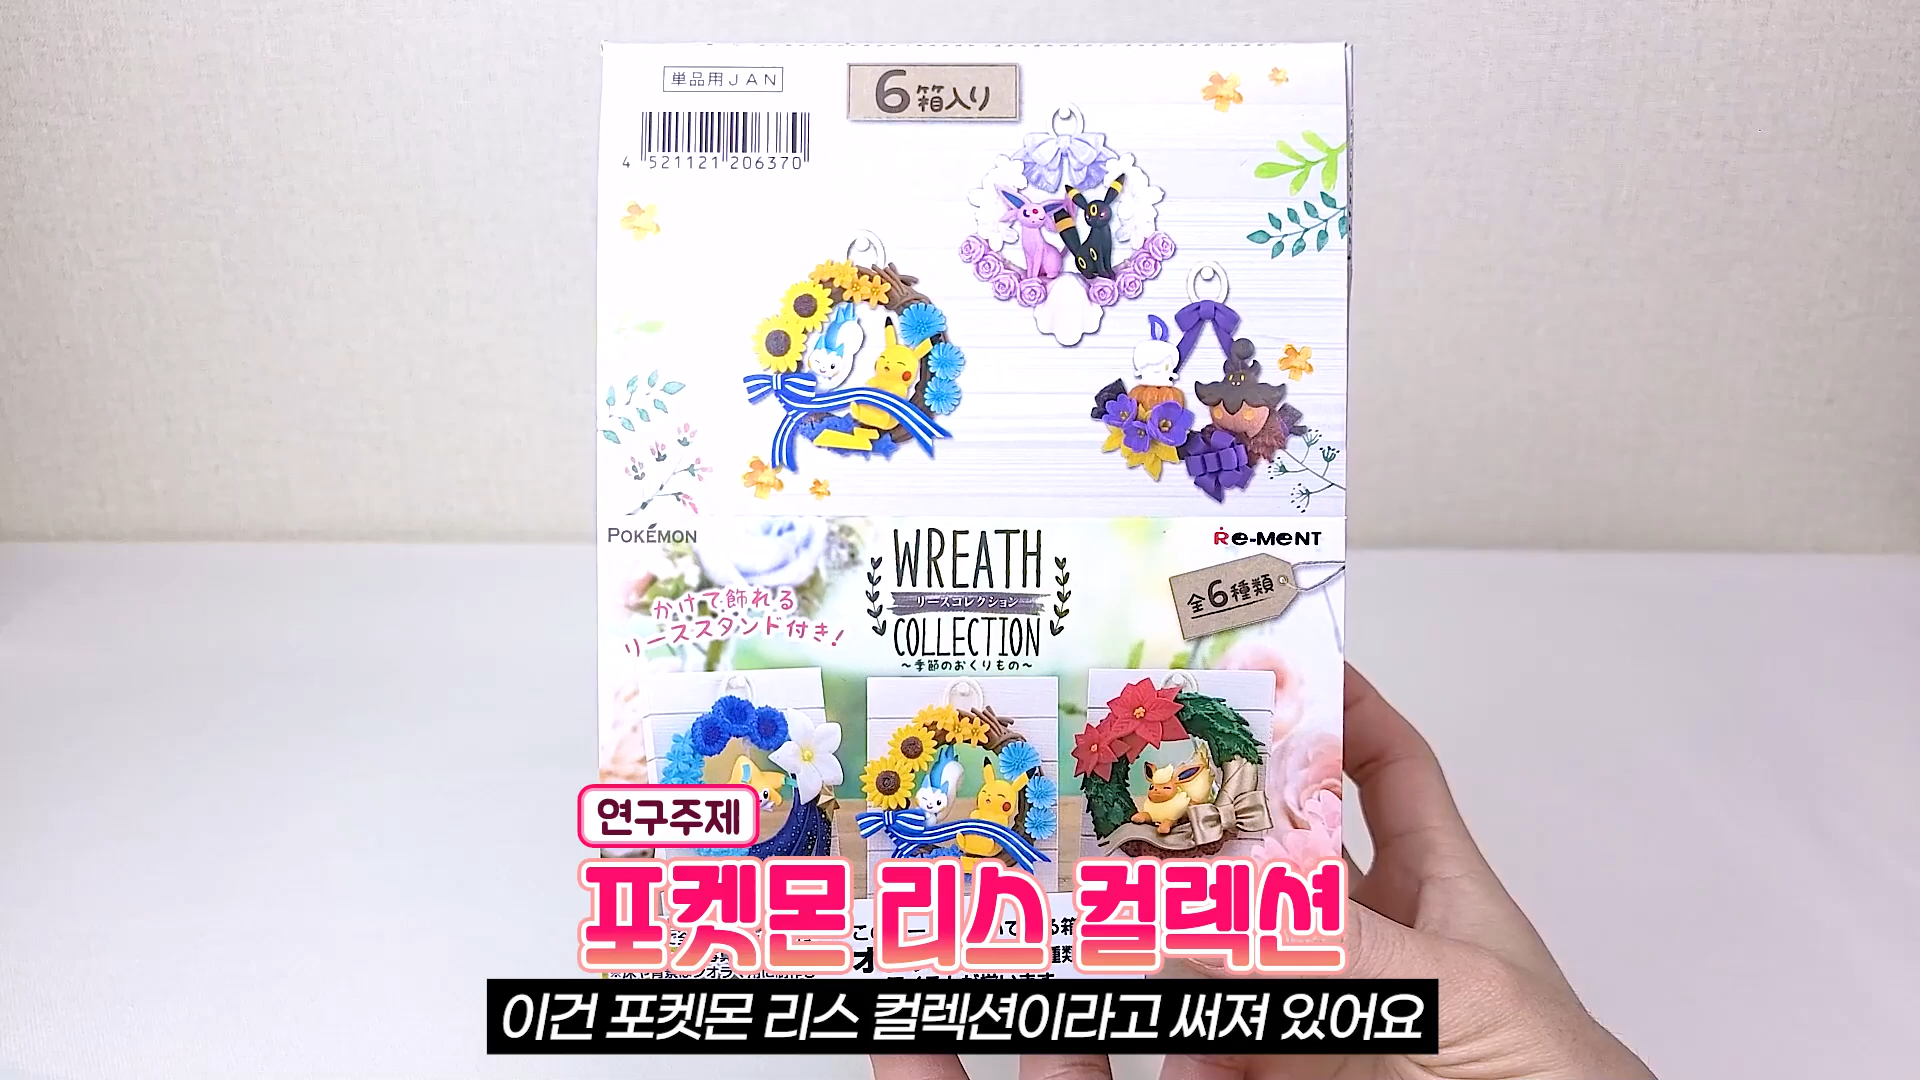 単品用JAN
6箱入り
4 521121 206370
POKÉMON
Re-MeNT
WREATH
リースコレクション
COLLECTION
～季節のおくりもの～
全6種類
かけて飾れる
リーススタンド付き!
연구주제
포켓몬 리스 컬렉션
이건 포켓몬 리스 컬렉션이라고 써져 있어요